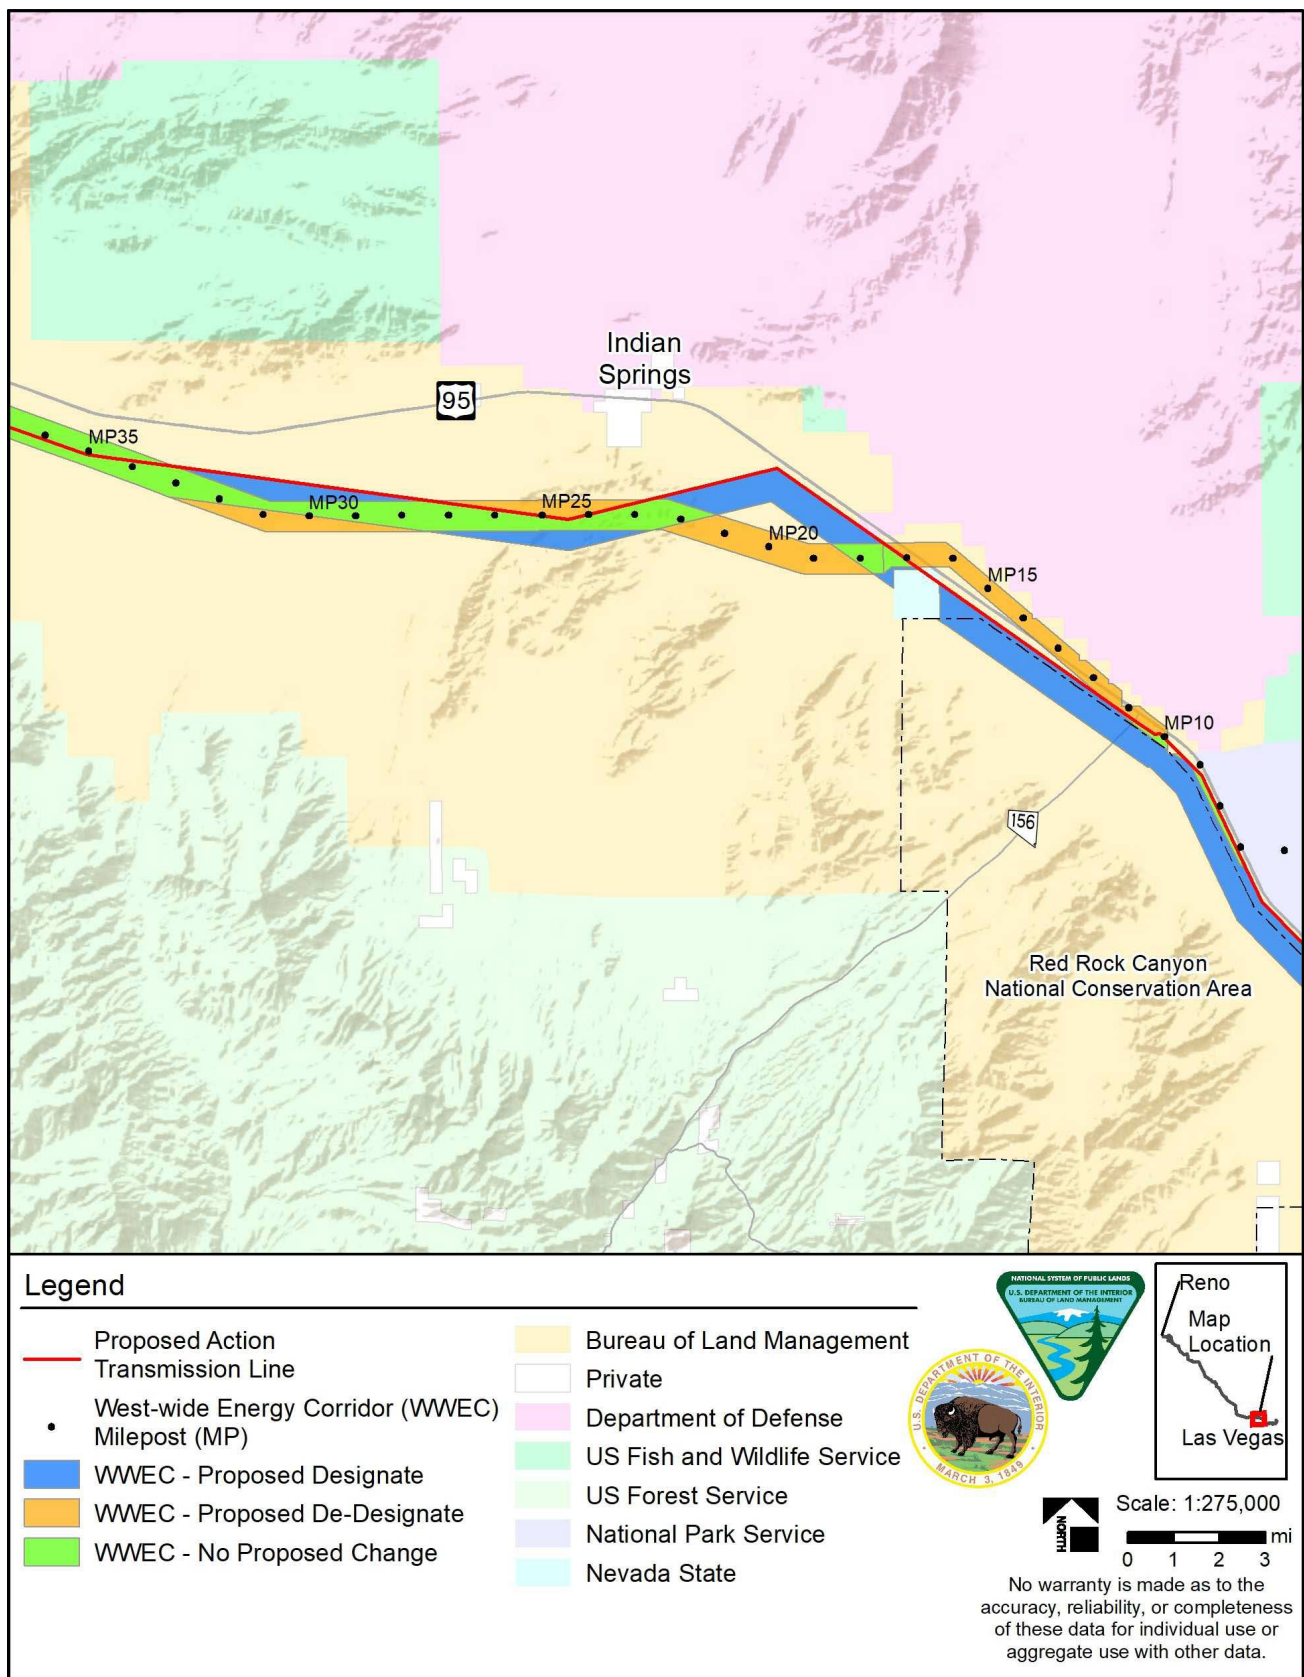 Indian
Springs
95
MP35
MP30
MP25
MP20
MP15
MP10
156
Red Rock Canyon
National Conservation Area
Legend
Proposed Action
Transmission Line
West-wide Energy Corridor (WWEC)
Milepost (MP)
WWEC - Proposed Designate
WWEC - Proposed De-Designate
WWEC - No Proposed Change
Bureau of Land Management
Private
Department of Defense
US Fish and Wildlife Service
US Forest Service
National Park Service
Nevada State
NATIONAL SYSTEM OF PUBLIC LANDS
U.S. DEPARTMENT OF THE INTERIOR
BUREAU OF LAND MANAGEMENT
U.S. DEPARTMENT OF THE INTERIOR
MARCH 3, 1849
Reno
Map
Location
Las Vegas
NORTH
Scale: 1:275,000
mi
0 1 2 3
No warranty is made as to the
accuracy, reliability, or completeness
of these data for individual use or
aggregate use with other data.